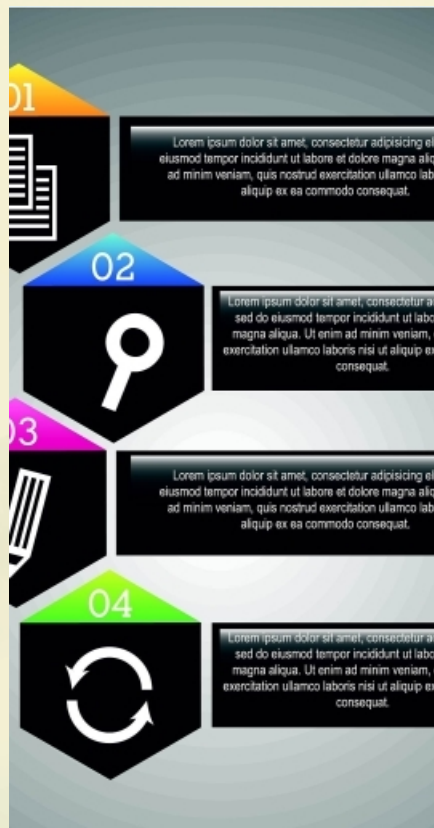 01
Lorem ipsum dolor sit amet, consectetur adipisicing el
eiusmod tempor incididunt ut labore et dolore magna aliq
ad minim veniam, quis nostrud exercitation ullamco lab
aliquip ex ea commodo consequat.
02
Lorem ipsum dolor sit amet, consectetur a
sed do eiusmod tempor incididunt ut labo
magna aliqua. Ut enim ad minim veniam,
exercitation ullamco laboris nisi ut aliquip ex
consequat.
03
Lorem ipsum dolor sit amet, consectetur adipisicing el
eiusmod tempor incididunt ut labore et dolore magna aliq
ad minim veniam, quis nostrud exercitation ullamco lab
aliquip ex ea commodo consequat.
04
Lorem ipsum dolor sit amet, consectetur a
sed do eiusmod tempor incididunt ut labo
magna aliqua. Ut enim ad minim veniam,
exercitation ullamco laboris nisi ut aliquip ex
consequat.